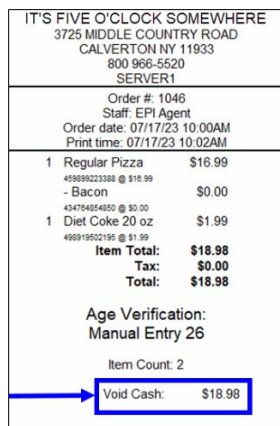 IT'S FIVE O'CLOCK SOMEWHERE
3725 MIDDLE COUNTRY ROAD
CALVERTON NY 11933
800 966-5520
SERVER1
Order #: 1046
Staff: EPI Agent
Order date: 07/17/23 10:00AM
Print time: 07/17/23 10:02AM
1 Regular Pizza $16.99
459899223388 @ $16.99
- Bacon $0.00
434764854850 @ $0.00
1 Diet Coke 20 oz $1.99
498919502195 @ $1.99
Item Total: $18.98
Tax: $0.00
Total: $18.98
Age Verification:
Manual Entry 26
Item Count: 2
Void Cash: $18.98